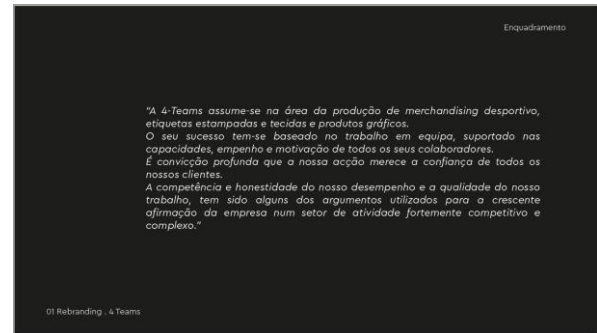 Enquadramento
"A 4-Teams assume-se na área da produção de merchandising desportivo,
etiquetas estampadas e tecidas e produtos gráficos.
O seu sucesso tem-se baseado no trabalho em equipa, suportado nas
capacidades, empenho e motivação de todos os seus colaboradores.
É convicção profunda que a nossa acção merece a confiança de todos os
nossos clientes.
A competência e honestidade do nosso desempenho e a qualidade do nosso
trabalho, tem sido alguns dos argumentos utilizados para a crescente
afirmação da empresa num setor de atividade fortemente competitivo e
complexo."
01 Rebranding . 4 Teams